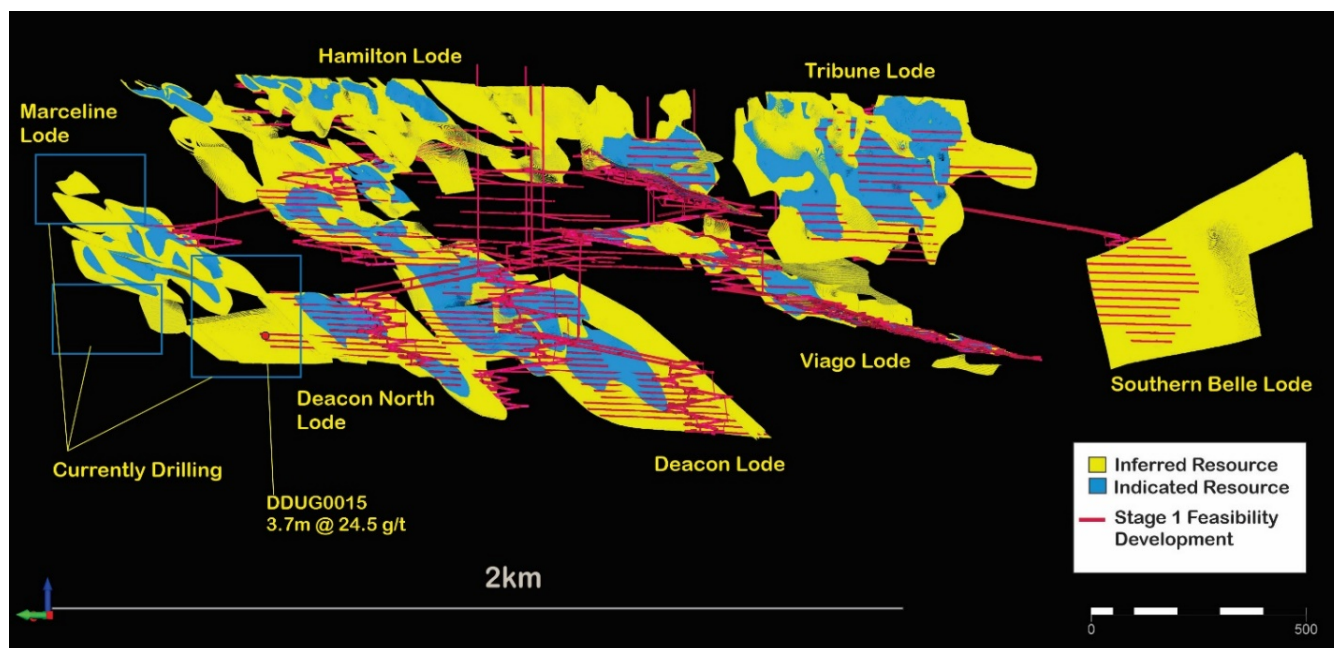 Hamilton Lode
Tribune Lode
Marceline
Lode
Viago Lode
Southern Belle Lode
Deacon North
Lode
Deacon Lode
Currently Drilling
DDUG0015
3.7m @ 24.5 g/t
Inferred Resource
Indicated Resource
Stage 1 Feasibility
Development
2km
0
500